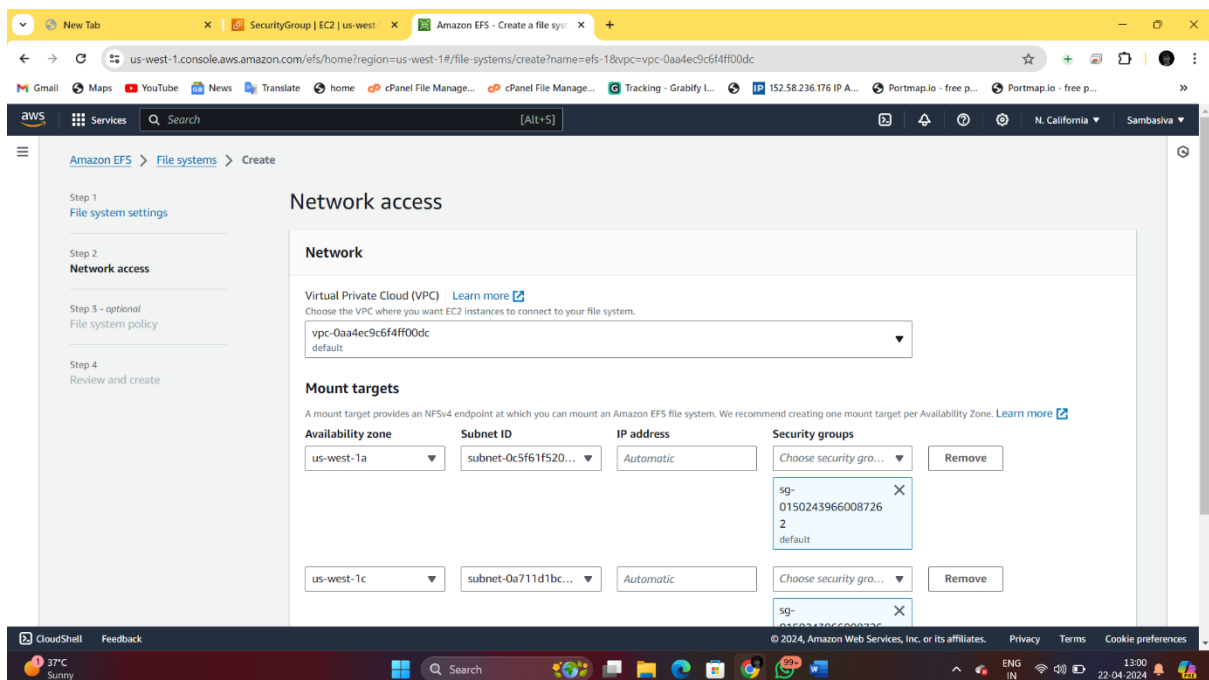 New Tab
SecurityGroup | EC2 | us-west-
Amazon EFS - Create a file syst
us-west-1.console.aws.amazon.com/efs/home?region=us-west-1#/file-systems/create?name=efs-1&vpc=vpc-0aa4ec9c6f4ff00dc
Gmail Maps YouTube News Translate home cPanel File Manage... cPanel File Manage... Tracking - Grabify I... 152.58.236.176 IP A... Portmap.io - free p... Portmap.io - free p... »
aws Services Search [Alt+S] N. California Sambasiva
Amazon EFS > File systems > Create
Step 1
File system settings
Step 2
Network access
Step 3 - optional
File system policy
Step 4
Review and create
Network access
Network
Virtual Private Cloud (VPC) Learn more
Choose the VPC where you want EC2 instances to connect to your file system.
vpc-0aa4ec9c6f4ff00dc
default
Mount targets
A mount target provides an NFSv4 endpoint at which you can mount an Amazon EFS file system. We recommend creating one mount target per Availability Zone. Learn more
Availability zone Subnet ID IP address Security groups
us-west-1a subnet-0c5f61f520... Automatic Choose security gro... Remove
sg-
0150243966008726
2
default
us-west-1c subnet-0a711d1bc... Automatic Choose security gro... Remove
sg-
CloudShell Feedback © 2024, Amazon Web Services, Inc. or its affiliates. Privacy Terms Cookie preferences
1 37°C
Sunny
Search
99+
ENG
IN
13:00
22-04-2024